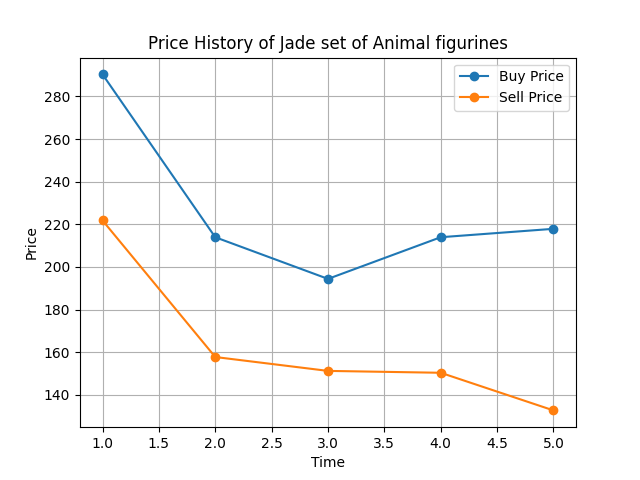 Price History of Jade set of Animal figurines
Buy Price
Sell Price
280
260
240
220
200
180
160
140
Price
1.0 1.5 2.0 2.5 3.0 3.5 4.0 4.5 5.0
Time